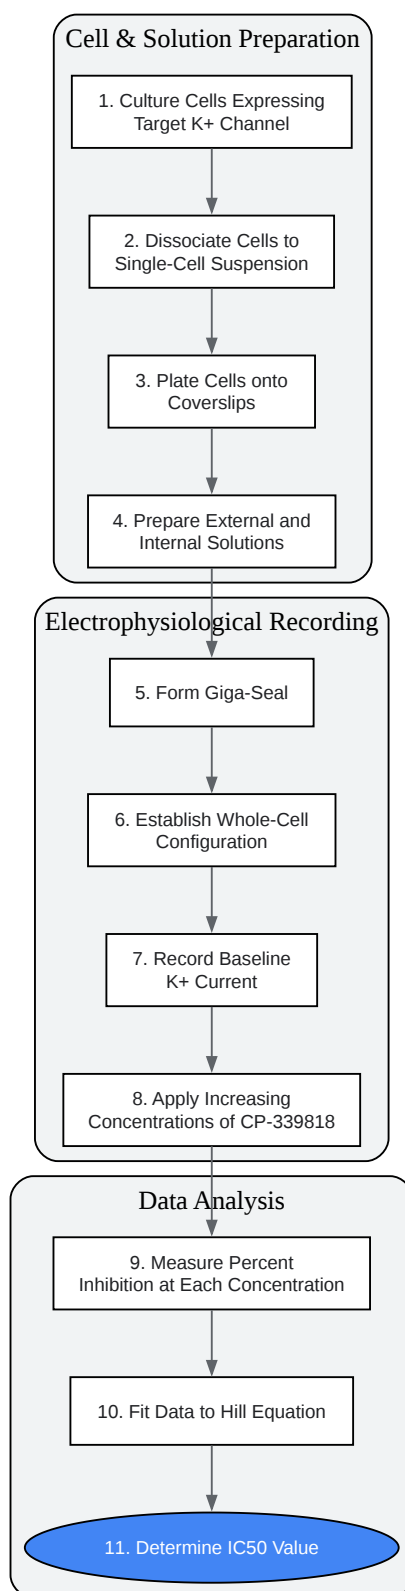 Cell & Solution Preparation
1. Culture Cells Expressing
Target K+ Channel
2. Dissociate Cells to
Single-Cell Suspension
3. Plate Cells onto
Coverslips
4. Prepare External and
Internal Solutions
Electrophysiological Recording
5. Form Giga-Seal
6. Establish Whole-Cell
Configuration
7. Record Baseline
K+ Current
8. Apply Increasing
Concentrations of CP-339818
Data Analysis
9. Measure Percent
Inhibition at Each Concentration
10. Fit Data to Hill Equation
11. Determine IC50 Value